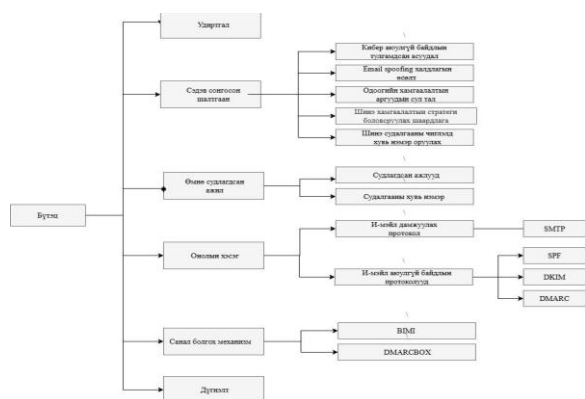 Удиртгал
Сэдэв сонгосон
шалтгаан
Кибер аюулгүй байдлын
тулгамдсан асуудал
Email spoofing халдлагын
өсөлт
Одоогийн хамгаалалтын
аргуудын сул тал
Шинэ хамгаалалтын стратеги
боловсруулах шаардлага
Шинэ судалгааны чиглэлд
хувь нэмэр оруулах
Өмнө судлагдсан
ажил
Судлагдсан ажлууд
Судалгааны хувь нэмэр
Бүтэц
Онолын хэсэг
И-мэйл дамжуулах
протокол
SMTP
И-мэйл аюулгүй байдлын
протоколууд
SPF
DKIM
DMARC
Санал болгох механизм
BIMI
DMARCBOX
Дүгнэлт